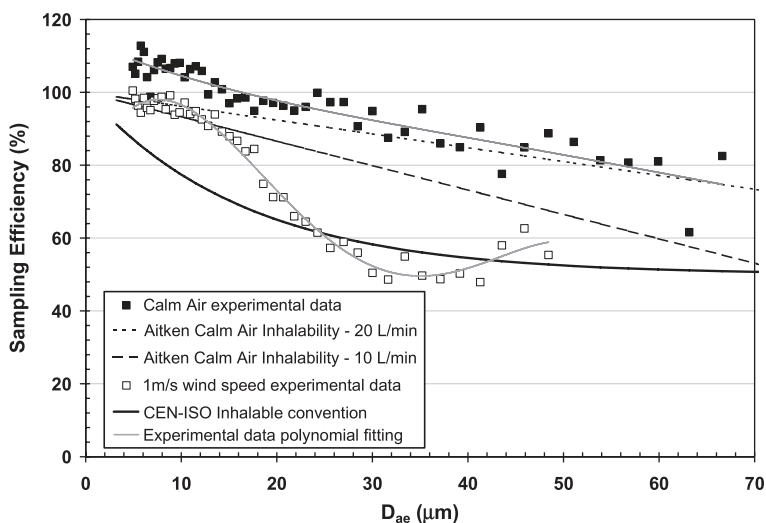 120
100
80
60
40
20
0
Sampling Efficiency (%)
Calm Air experimental data
Aitken Calm Air Inhalability - 20 L/min
Aitken Calm Air Inhalability - 10 L/min
1m/s wind speed experimental data
CEN-ISO Inhalable convention
Experimental data polynomial fitting
0 10 20 30 40 50 60 70
Dae (μm)